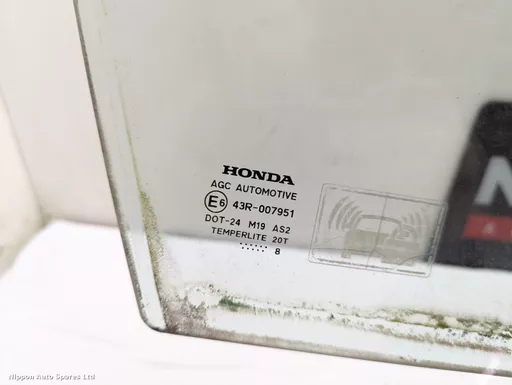 HONDA
AGC AUTOMOTIVE
E6 43R-007951
DOT-24 M19 AS2
TEMPERLITE 20T
...... 8
N
Nippon Auto Spares Ltd